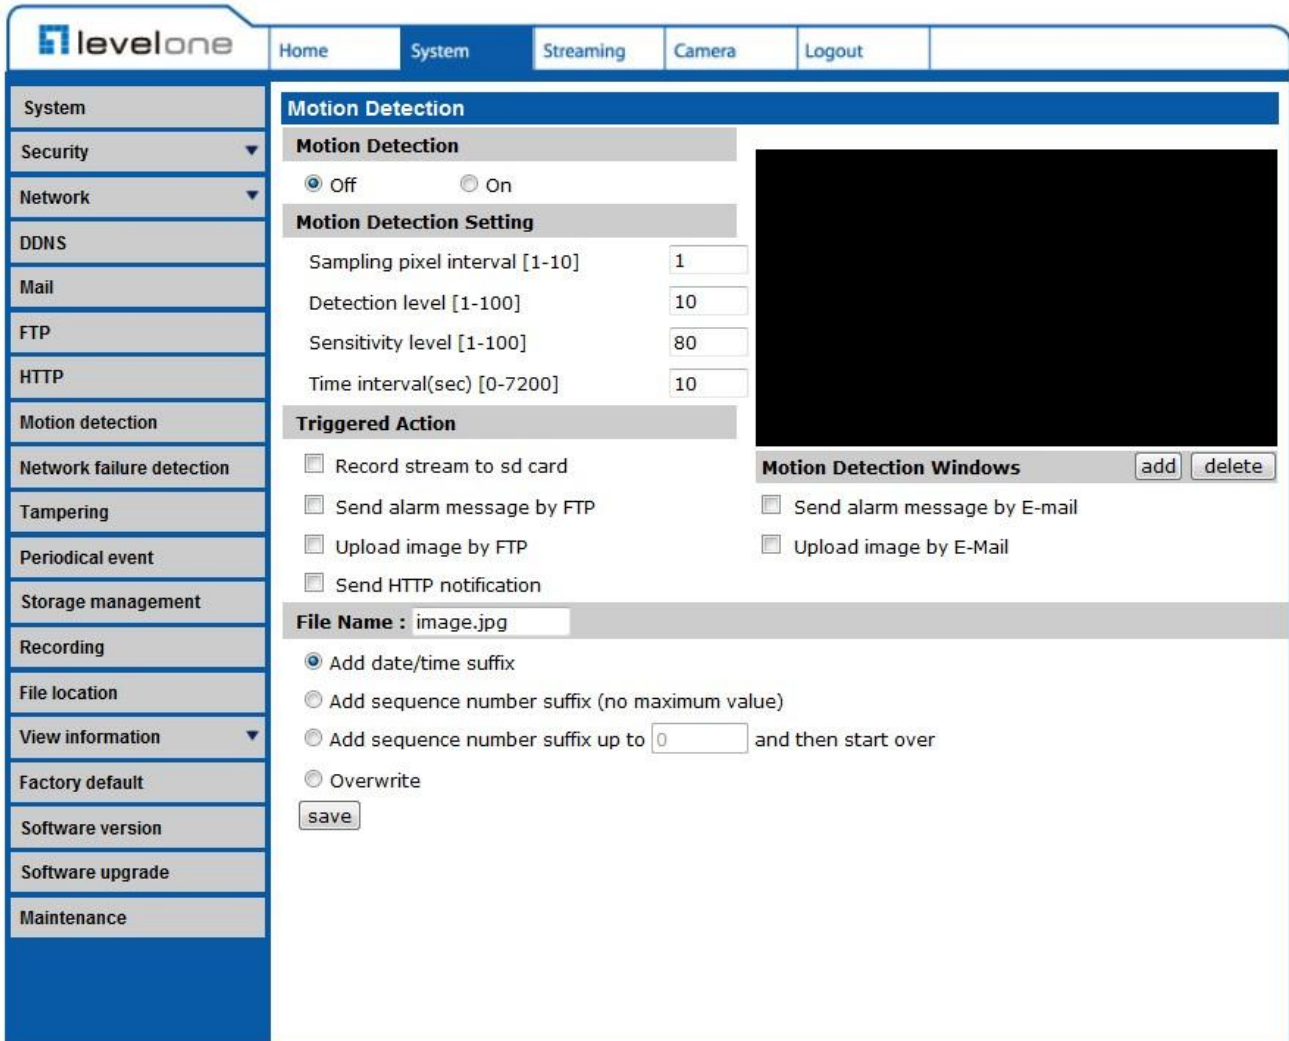 levelone
Home System Streaming Camera Logout
System
Security
Network
DDNS
Mail
FTP
HTTP
Motion detection
Network failure detection
Tampering
Periodical event
Storage management
Recording
File location
View information
Factory default
Software version
Software upgrade
Maintenance
Motion Detection
Motion Detection
Off On
Motion Detection Setting
Sampling pixel interval [1-10] 1
Detection level [1-100] 10
Sensitivity level [1-100] 80
Time interval(sec) [0-7200] 10
Triggered Action
Motion Detection Windows add delete
Record stream to sd card
Send alarm message by FTP Send alarm message by E-mail
Upload image by FTP Upload image by E-Mail
Send HTTP notification
File Name : image.jpg
Add date/time suffix
Add sequence number suffix (no maximum value)
Add sequence number suffix up to 0 and then start over
Overwrite
save